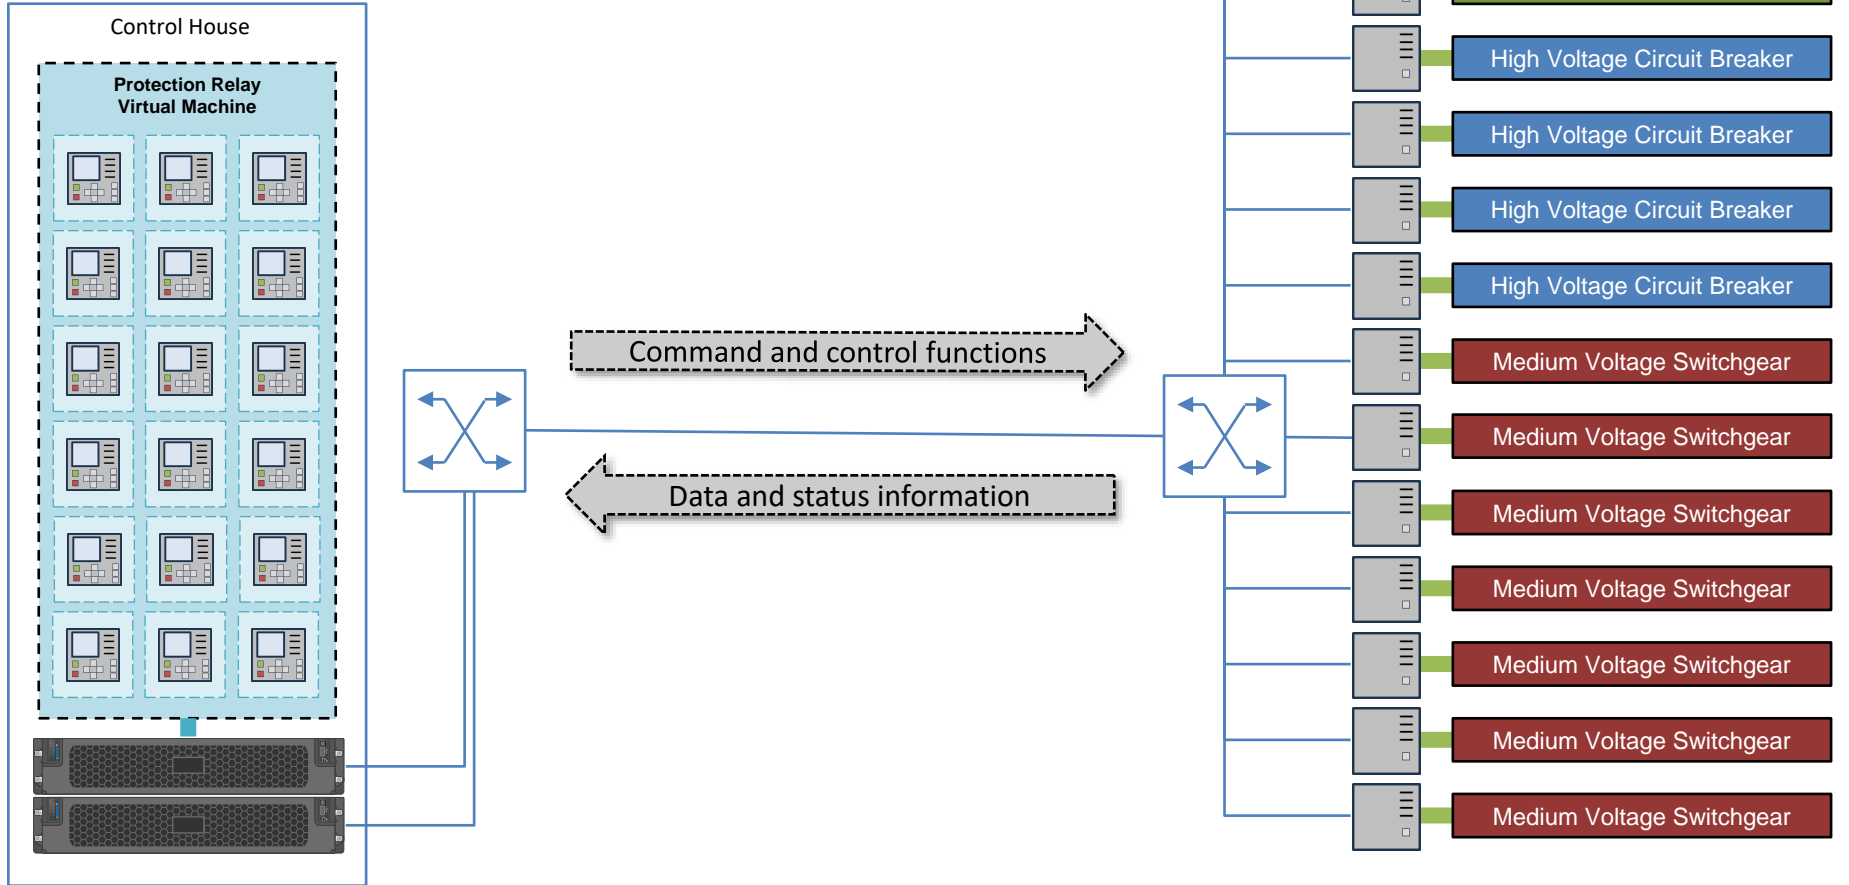 Control House
Protection Relay
Virtual Machine
High Voltage Circuit Breaker
High Voltage Circuit Breaker
High Voltage Circuit Breaker
High Voltage Circuit Breaker
Command and control functions
Medium Voltage Switchgear
Medium Voltage Switchgear
Data and status information
Medium Voltage Switchgear
Medium Voltage Switchgear
Medium Voltage Switchgear
Medium Voltage Switchgear
Medium Voltage Switchgear